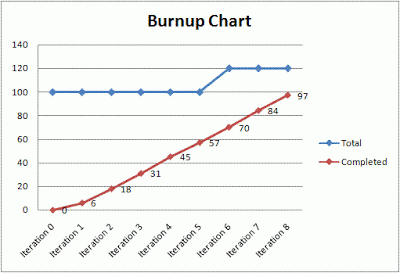 Burnup Chart
140
120
100
80
60
40
20
0
0
6
18
31
45
57
70
84
97
Iteration 0
Iteration 1
Iteration 2
Iteration 3
Iteration 4
Iteration 5
Iteration 6
Iteration 7
Iteration 8
Total
Completed